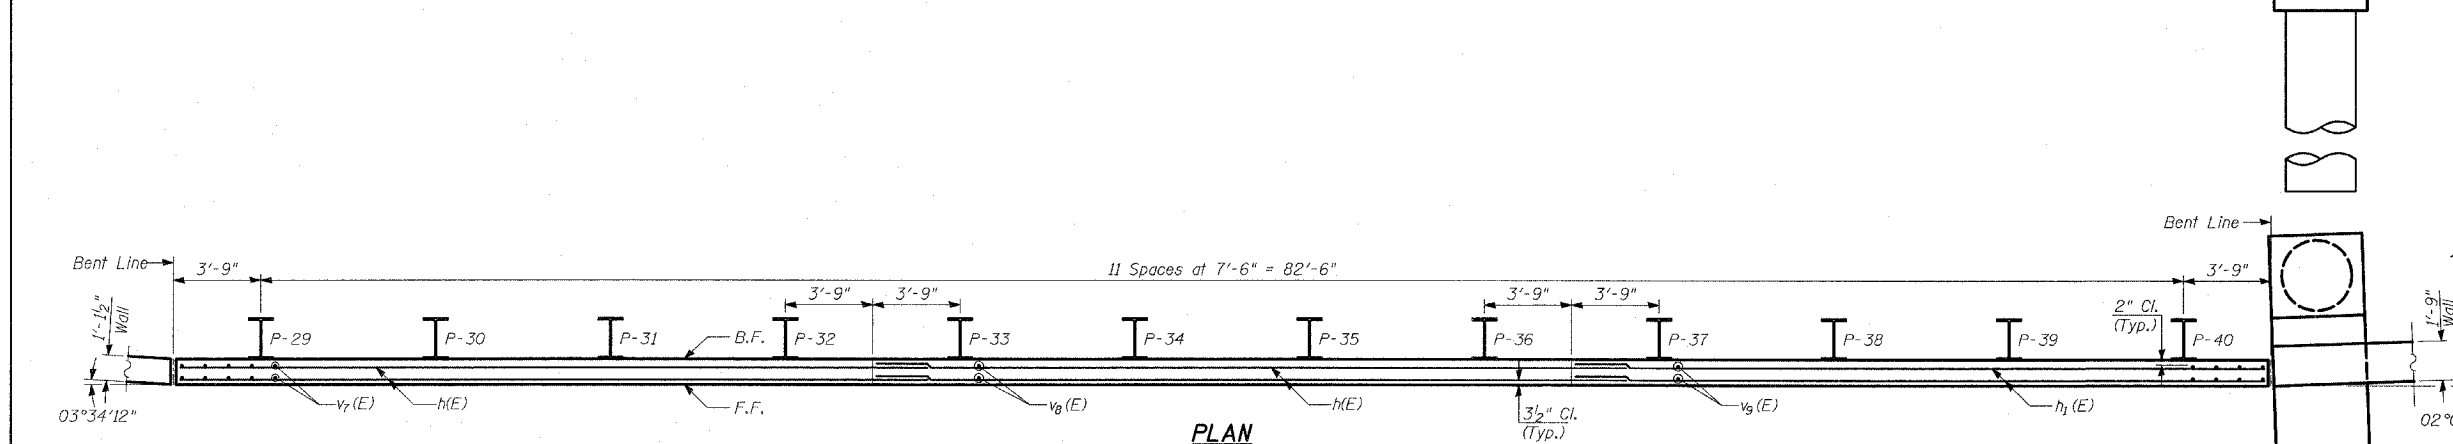 Bent Line
Bent Line
3'-9"
11 Spaces at 7'-6" = 82'-6"
3'-9"
3'-9"
3'-9"
3'-9"
3'-9"
1'-1½"
Wall
2" Cl.
(Typ.)
1'-9"
Wall
P-29
P-30
P-31
B.F.
P-32
P-33
P-34
P-35
P-36
P-37
P-38
P-39
P-40
03°34'12"
v7(E)
h(E)
F.F.
v8(E)
h(E)
3½" Cl.
(Typ.)
v9(E)
h1(E)
PLAN